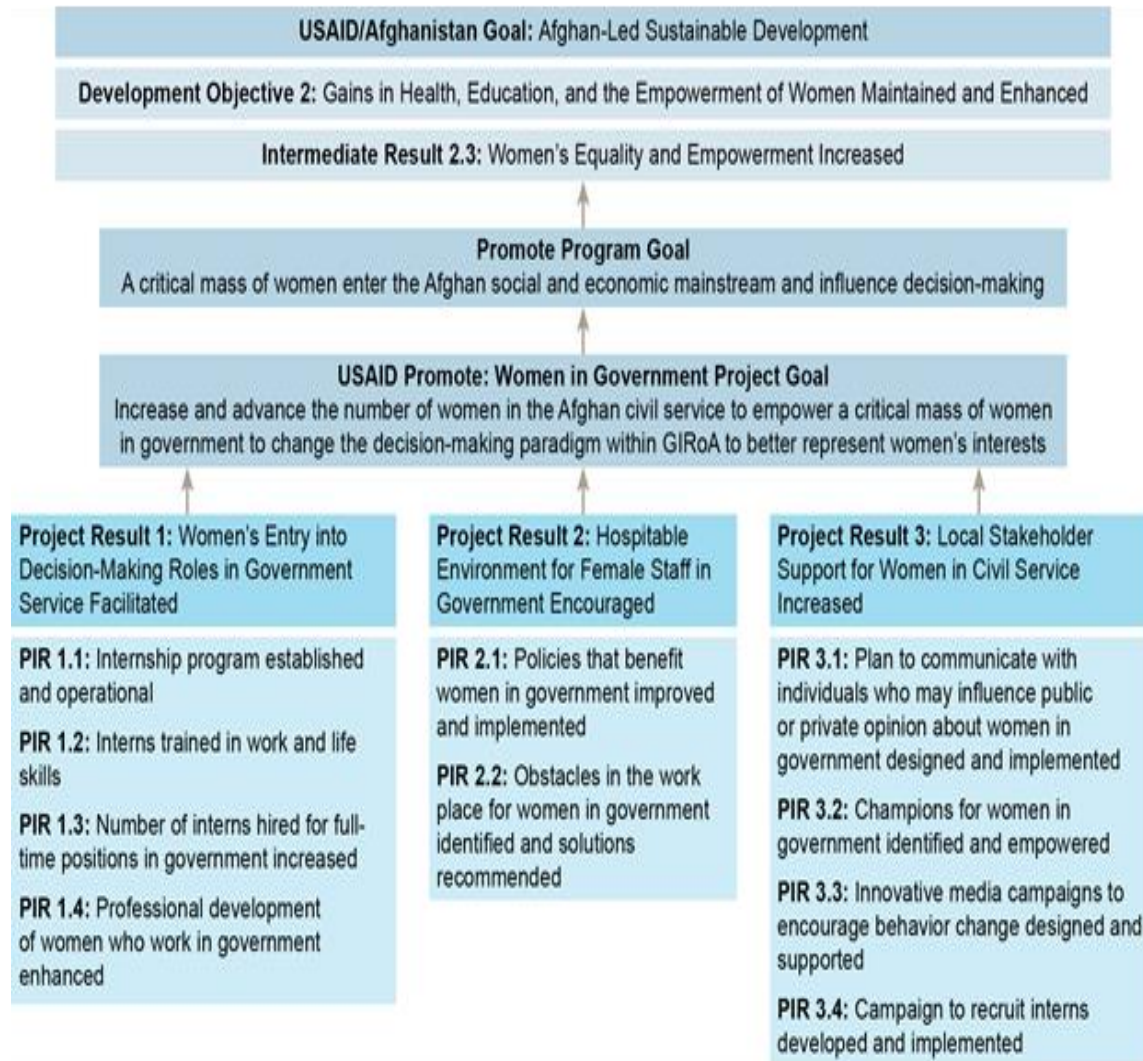 USAID/Afghanistan Goal: Afghan-Led Sustainable Development
Development Objective 2: Gains in Health, Education, and the Empowerment of Women Maintained and Enhanced
Intermediate Result 2.3: Women's Equality and Empowerment Increased
Promote Program Goal
A critical mass of women enter the Afghan social and economic mainstream and influence decision-making
USAID Promote: Women in Government Project Goal
Increase and advance the number of women in the Afghan civil service to empower a critical mass of women
in government to change the decision-making paradigm within GIRoA to better represent women's interests
Project Result 1: Women's Entry into
Decision-Making Roles in Government
Service Facilitated
PIR 1.1: Internship program established
and operational
PIR 1.2: Interns trained in work and life
skills
PIR 1.3: Number of interns hired for full-
time positions in government increased
PIR 1.4: Professional development
of women who work in government
enhanced
Project Result 2: Hospitable
Environment for Female Staff in
Government Encouraged
PIR 2.1: Policies that benefit
women in government improved
and implemented
PIR 2.2: Obstacles in the work
place for women in government
identified and solutions
recommended
Project Result 3: Local Stakeholder
Support for Women in Civil Service
Increased
PIR 3.1: Plan to communicate with
individuals who may influence public
or private opinion about women in
government designed and implemented
PIR 3.2: Champions for women in
government identified and empowered
PIR 3.3: Innovative media campaigns to
encourage behavior change designed and
supported
PIR 3.4: Campaign to recruit interns
developed and implemented